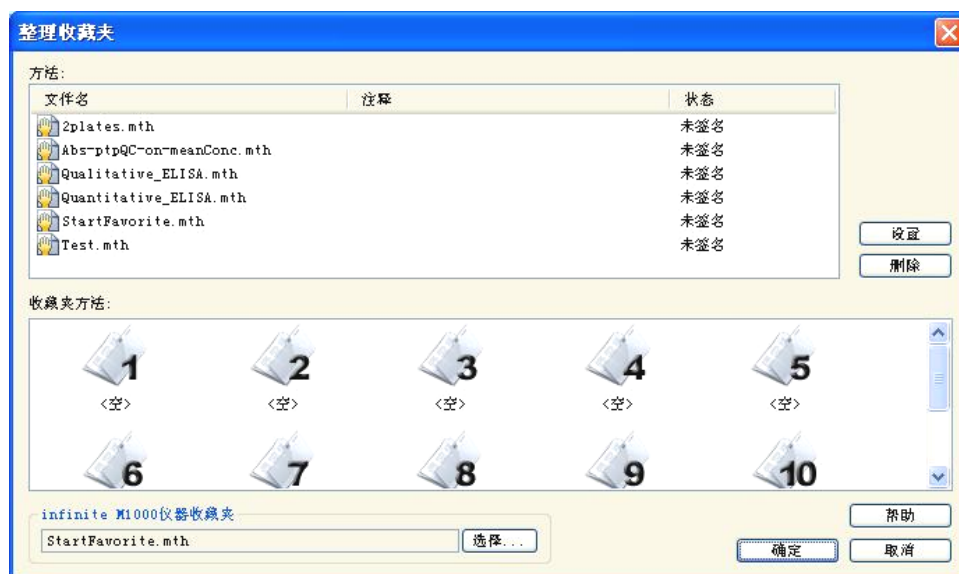 整理收藏夹
方法:
文件名 注释 状态
2plates.mth 未签名
Abs-ptpQC-on-meanConc.mth 未签名
Qualitative_ELISA.mth 未签名
Quantitative_ELISA.mth 未签名
StartFavorite.mth 未签名
Test.mth 未签名
设置
删除
收藏夹方法:
1 2 3 4 5
<空> <空> <空> <空> <空>
6 7 8 9 10
infinite M1000仪器收藏夹
StartFavorite.mth 选择...
帮助
确定 取消